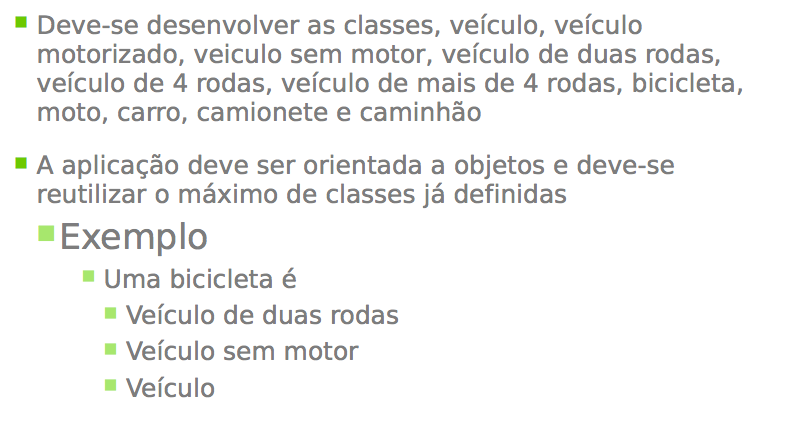 Deve-se desenvolver as classes, veículo, veículo
motorizado, veiculo sem motor, veículo de duas rodas,
veículo de 4 rodas, veículo de mais de 4 rodas, bicicleta,
moto, carro, camionete e caminhão
A aplicação deve ser orientada a objetos e deve-se
reutilizar o máximo de classes já definidas
Exemplo
Uma bicicleta é
Veículo de duas rodas
Veículo sem motor
Veículo